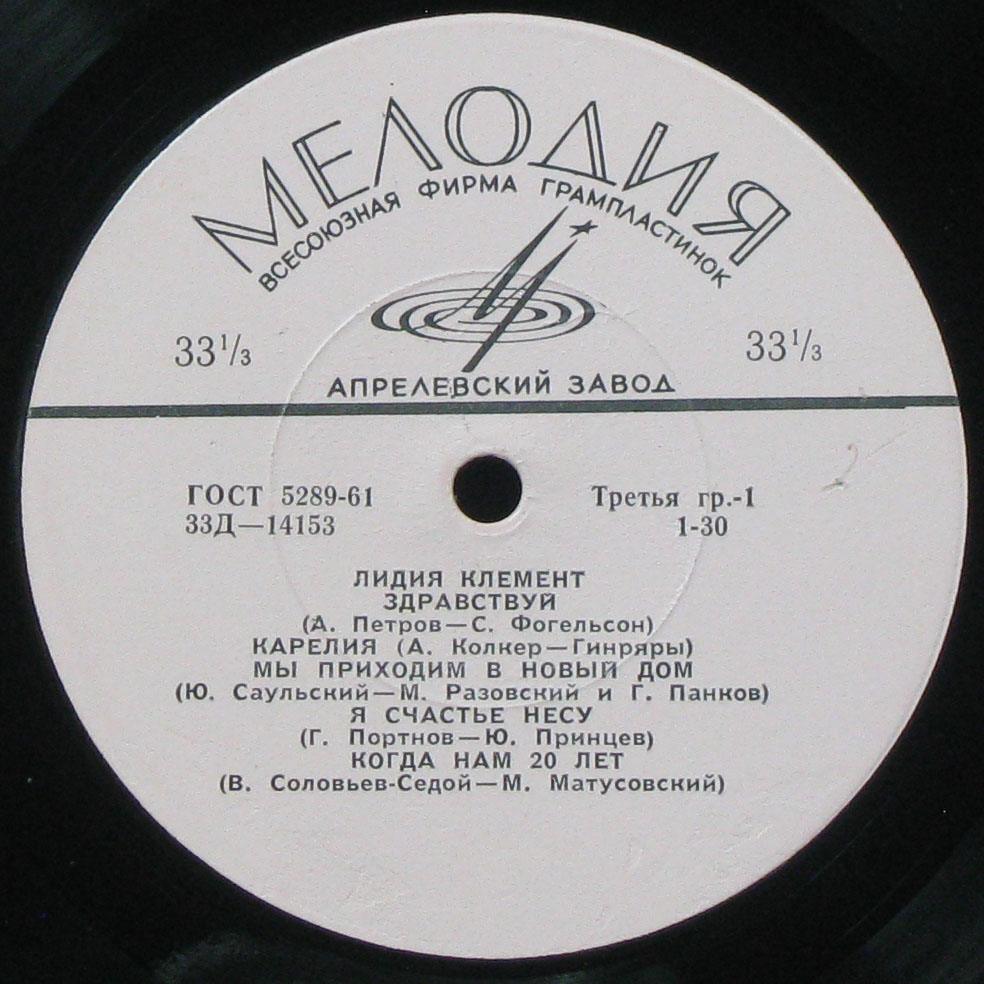 МЕЛОДИЯ
ВСЕСОЮЗНАЯ ФИРМА ГРАМПЛАСТИНОК
33 1/3 33 1/3
АПРЕЛЕВСКИЙ ЗАВОД
ГОСТ 5289-61 Третья гр.-1
33Д—14153 1-30
ЛИДИЯ КЛЕМЕНТ
ЗДРАВСТВУЙ
(А. Петров—С. Фогельсон)
КАРЕЛИЯ (А. Колкер—Гинряры)
МЫ ПРИХОДИМ В НОВЫЙ ДОМ
(Ю. Саульский—М. Разовский и Г. Панков)
Я СЧАСТЬЕ НЕСУ
(Г. Портнов—Ю. Принцев)
КОГДА НАМ 20 ЛЕТ
(В. Соловьев-Седой—М. Матусовский)